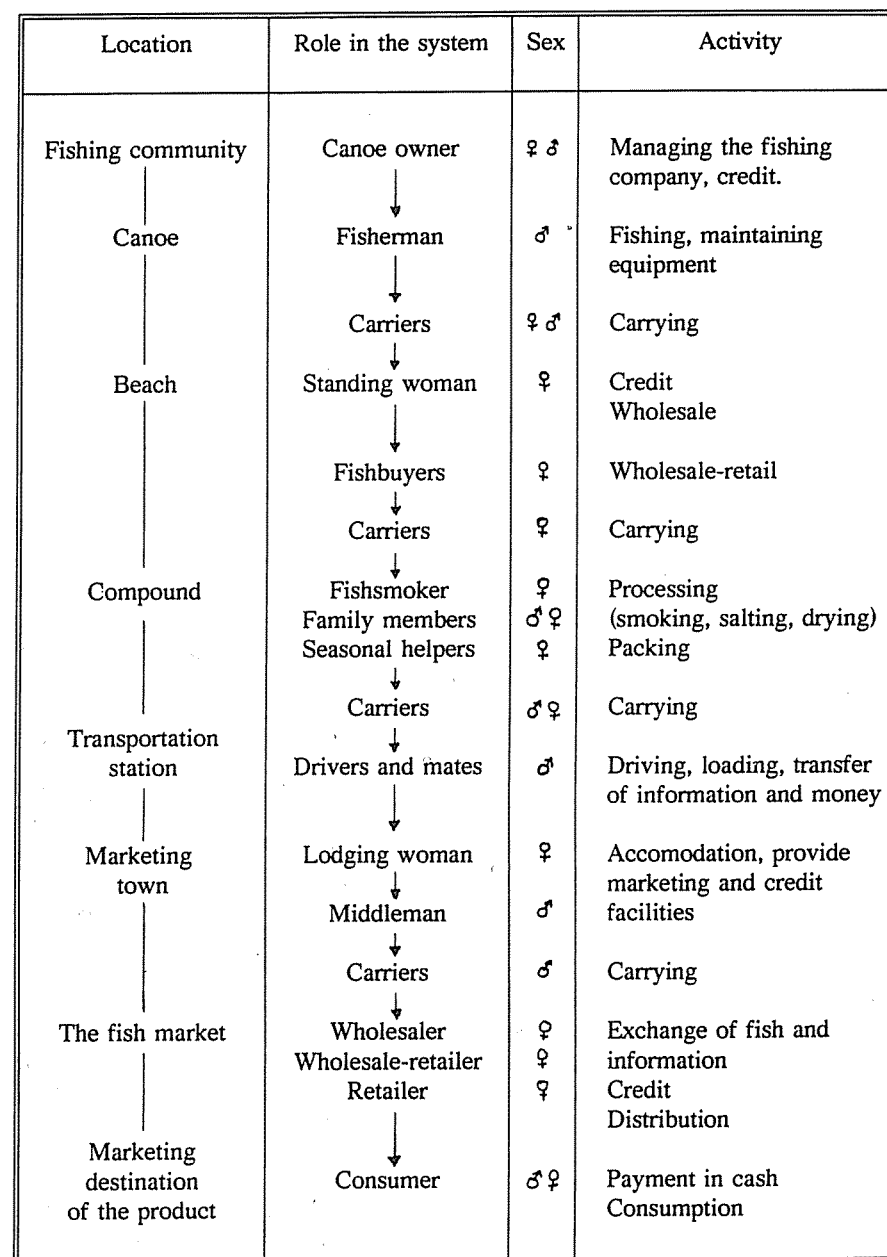 Location Role in the system Sex Activity
Fishing community Canoe owner ♀ ♂ Managing the fishing
company, credit.
Canoe Fisherman ♂ Fishing, maintaining
equipment
Carriers ♀ ♂ Carrying
Beach Standing woman ♀ Credit
Wholesale
Fishbuyers ♀ Wholesale-retail
Carriers ♀ Carrying
Compound Fishsmoker ♀ Processing
Family members ♂ ♀ (smoking, salting, drying)
Seasonal helpers ♀ Packing
Carriers ♂ ♀ Carrying
Transportation
station Drivers and mates ♂ Driving, loading, transfer
of information and money
Marketing Lodging woman ♀ Accomodation, provide
town marketing and credit
Middleman ♂ facilities
Carriers ♂ Carrying
The fish market Wholesaler ♀ Exchange of fish and
Wholesale-retailer ♀ information
Retailer ♀ Credit
Distribution
Marketing
destination Consumer ♂ ♀ Payment in cash
of the product Consumption